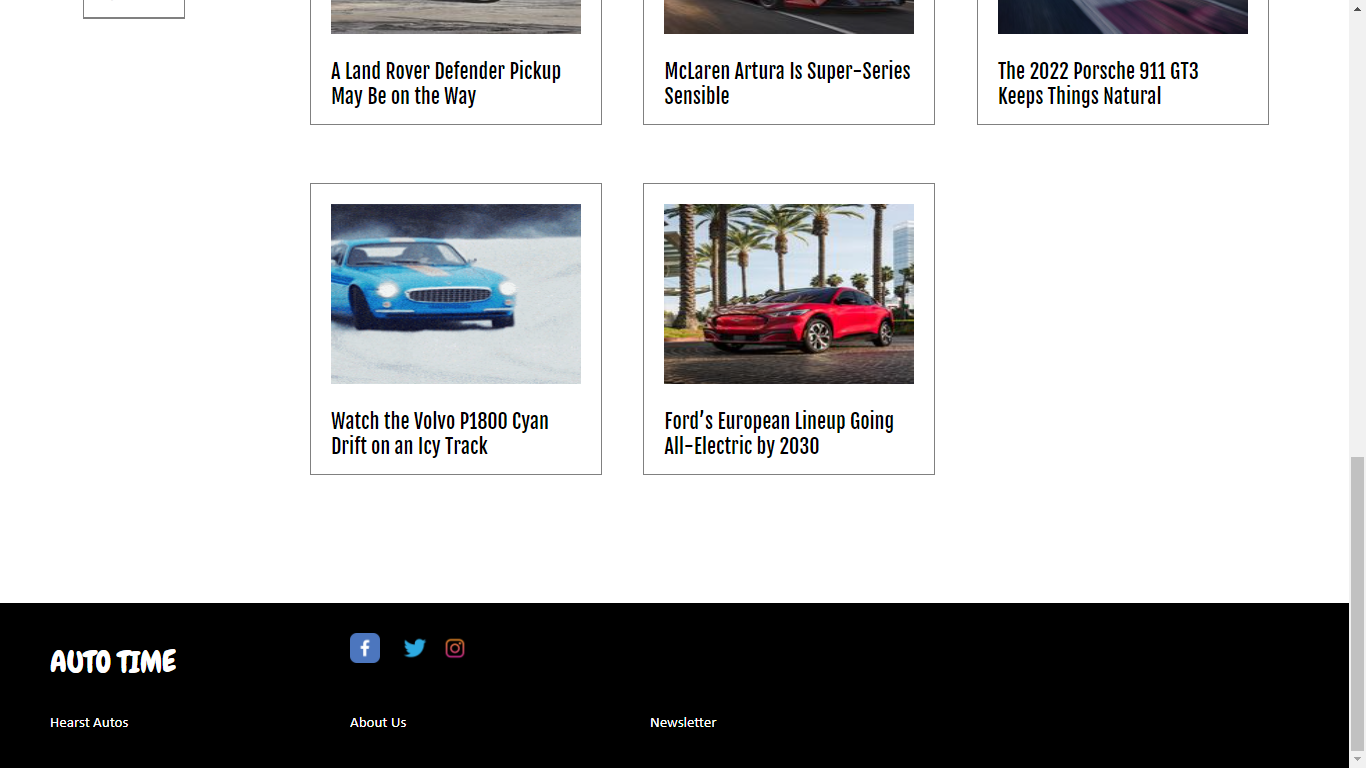 A Land Rover Defender Pickup
May Be on the Way
McLaren Artura Is Super-Series
Sensible
The 2022 Porsche 911 GT3
Keeps Things Natural
Watch the Volvo P1800 Cyan
Drift on an Icy Track
Ford’s European Lineup Going
All-Electric by 2030
AUTO TIME
Hearst Autos
About Us
Newsletter